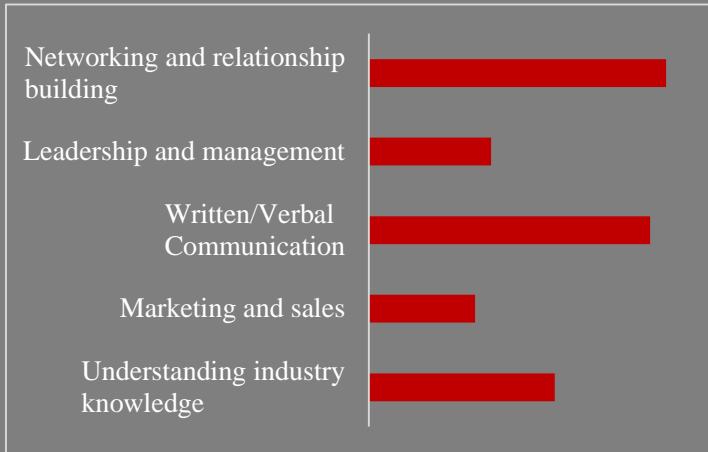 Networking and relationship
building
Leadership and management
Written/Verbal
Communication
Marketing and sales
Understanding industry
knowledge